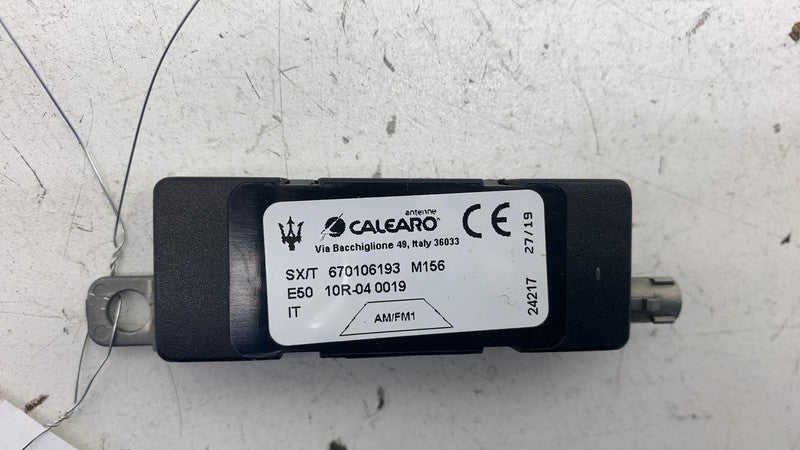 antenne
CALEARO
Via Bacchiglione 49, Italy 36033
CE
SX/T 670106193 M156
E50 10R-04 0019
IT
AM/FM1
24217 27/19